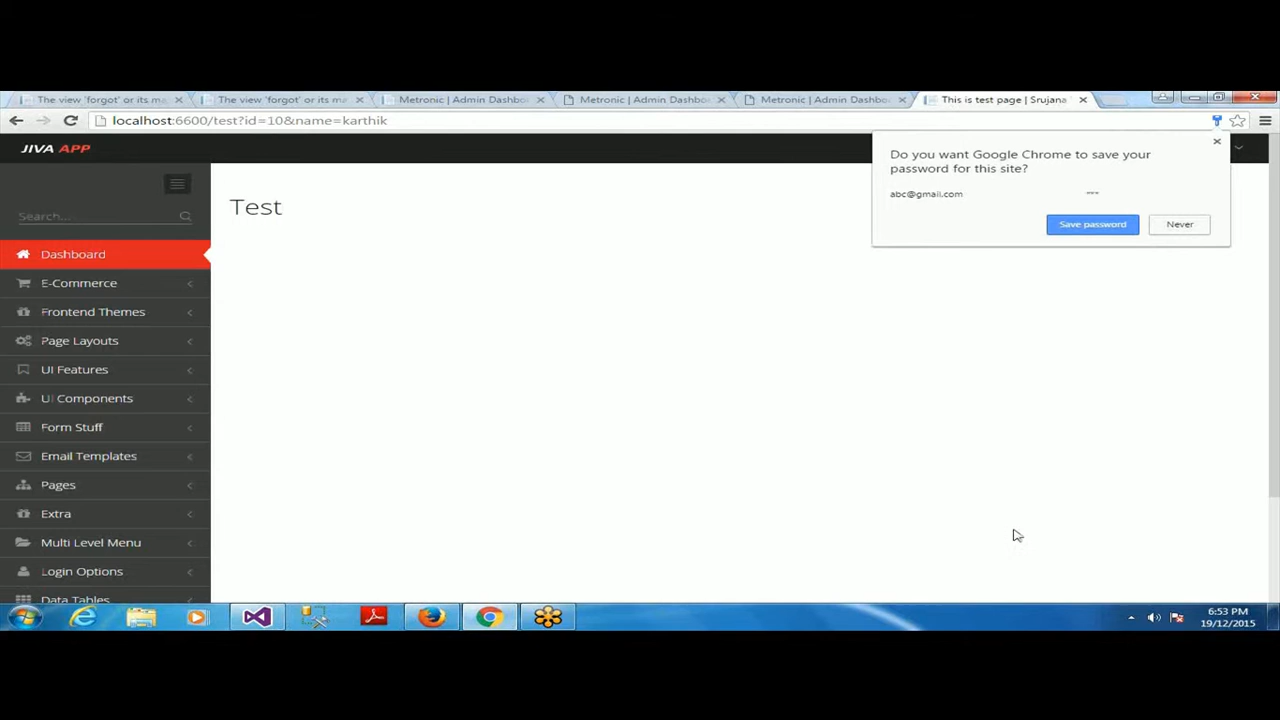 The view 'forgot' or its ma
The view 'forgot' or its ma
Metronic | Admin Dashbo
Metronic | Admin Dashbo
Metronic | Admin Dashbo
This is test page | Srujana
localhost:6600/test?id=10&name=karthik
JIVA APP
Do you want Google Chrome to save your
password for this site?
abc@gmail.com ***
Save password
Never
Search...
Test
Dashboard
E-Commerce
Frontend Themes
Page Layouts
UI Features
UI Components
Form Stuff
Email Templates
Pages
Extra
Multi Level Menu
Login Options
Data Tables
6:53 PM
19/12/2015